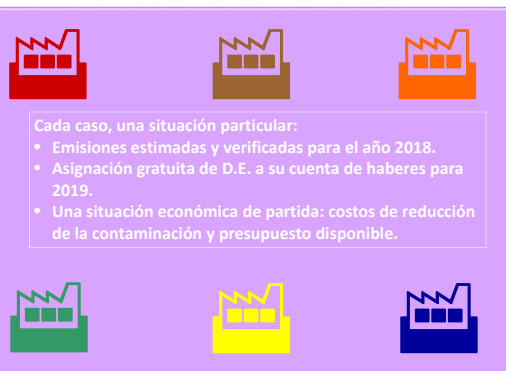 Cada caso, una situación particular:
• Emisiones estimadas y verificadas para el año 2018.
• Asignación gratuita de D.E. a su cuenta de haberes para
2019.
• Una situación económica de partida: costos de reducción
de la contaminación y presupuesto disponible.